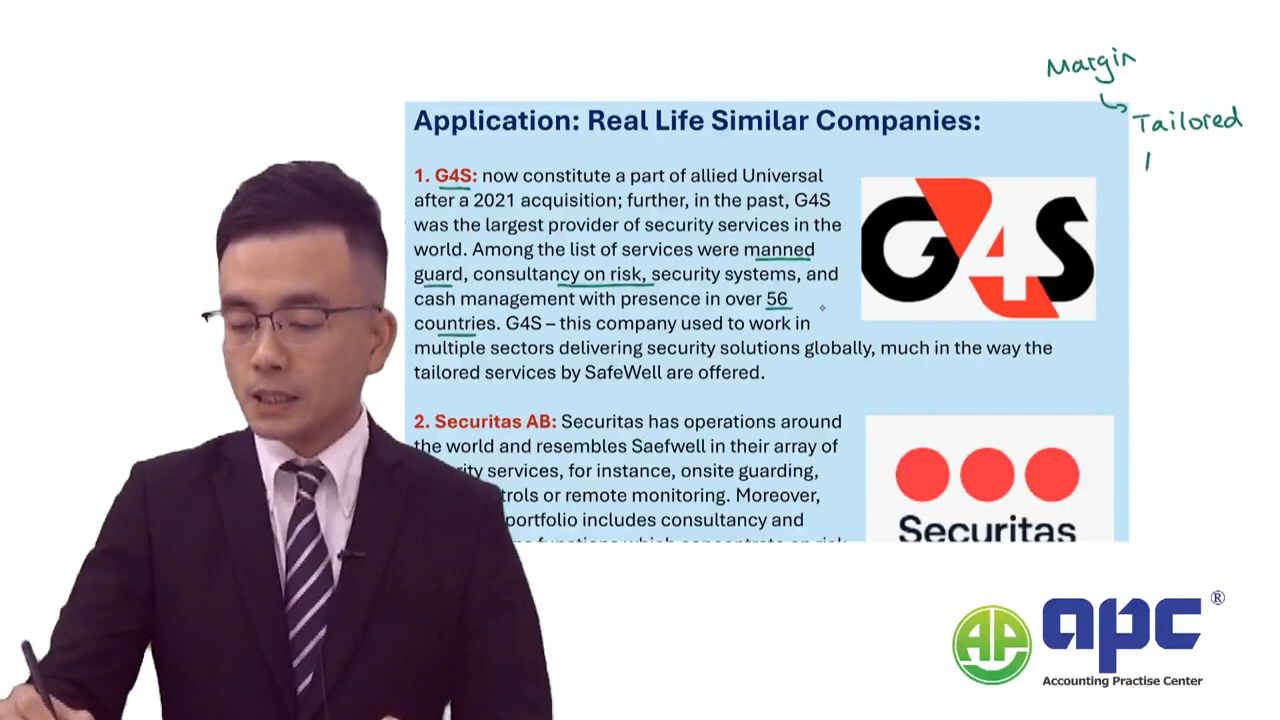 Margin
Tailored
Application: Real Life Similar Companies:
1. G4S: now constitute a part of allied Universal
after a 2021 acquisition; further, in the past, G4S
was the largest provider of security services in the
world. Among the list of services were manned
guard, consultancy on risk, security systems, and
cash management with presence in over 56
countries. G4S – this company used to work in
multiple sectors delivering security solutions globally, much in the way the
tailored services by SafeWell are offered.
G4S
2. Securitas AB: Securitas has operations around
the world and resembles Saefwell in their array of
services, for instance, onsite guarding,
or remote monitoring. Moreover,
portfolio includes consultancy and
Securitas
AP
apc®
Accounting Practise Center